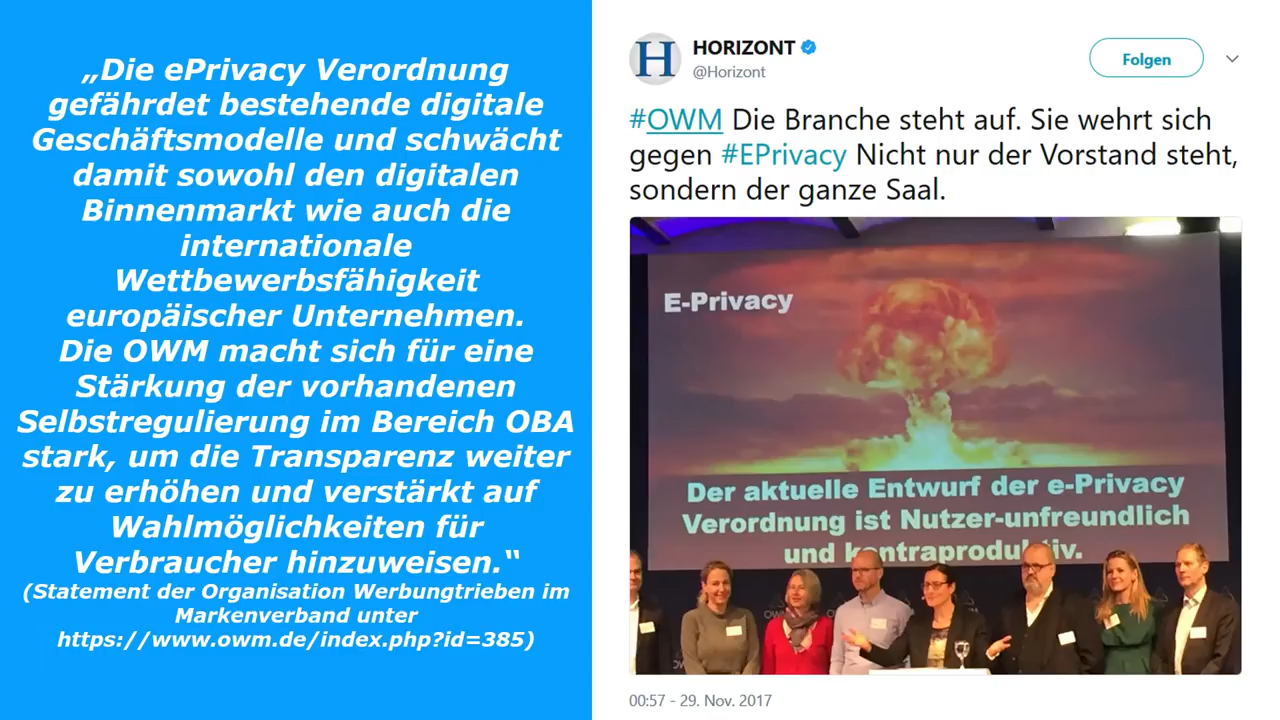 „Die ePrivacy Verordnung
gefährdet bestehende digitale
Geschäftsmodelle und schwächt
damit sowohl den digitalen
Binnenmarkt wie auch die
internationale
Wettbewerbsfähigkeit
europäischer Unternehmen.
Die OWM macht sich für eine
Stärkung der vorhandenen
Selbstregulierung im Bereich OBA
stark, um die Transparenz weiter
zu erhöhen und verstärkt auf
Wahlmöglichkeiten für
Verbraucher hinzuweisen.“
(Statement der Organisation Werbungtrieben im
Markenverband unter
https://www.owm.de/index.php?id=385)
H
HORIZONT
@Horizont
Folgen
#OWM Die Branche steht auf. Sie wehrt sich
gegen #EPrivacy Nicht nur der Vorstand steht,
sondern der ganze Saal.
E-Privacy
Der aktuelle Entwurf der e-Privacy
Verordnung ist Nutzer-unfreundlich
und kontraproduktiv.
00:57 - 29. Nov. 2017